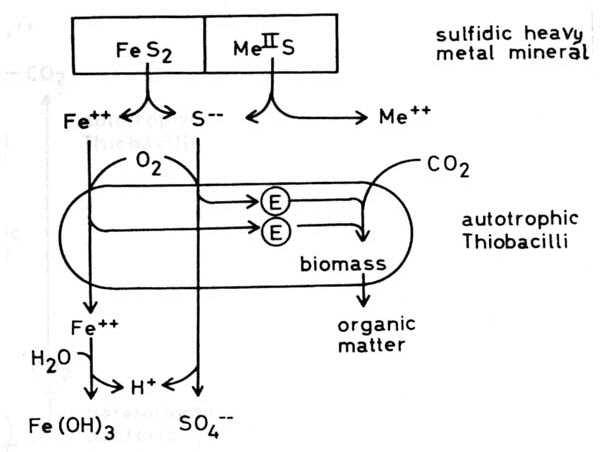 FeS2 MeIIS
sulfidic heavy
metal minerál
Fe++ S-- Me++
O2 CO2
E
E
autotrophic
Thiobacilli
biomass
Fe++
organic
matter
H2O
H+
Fe(OH)3 SO4--